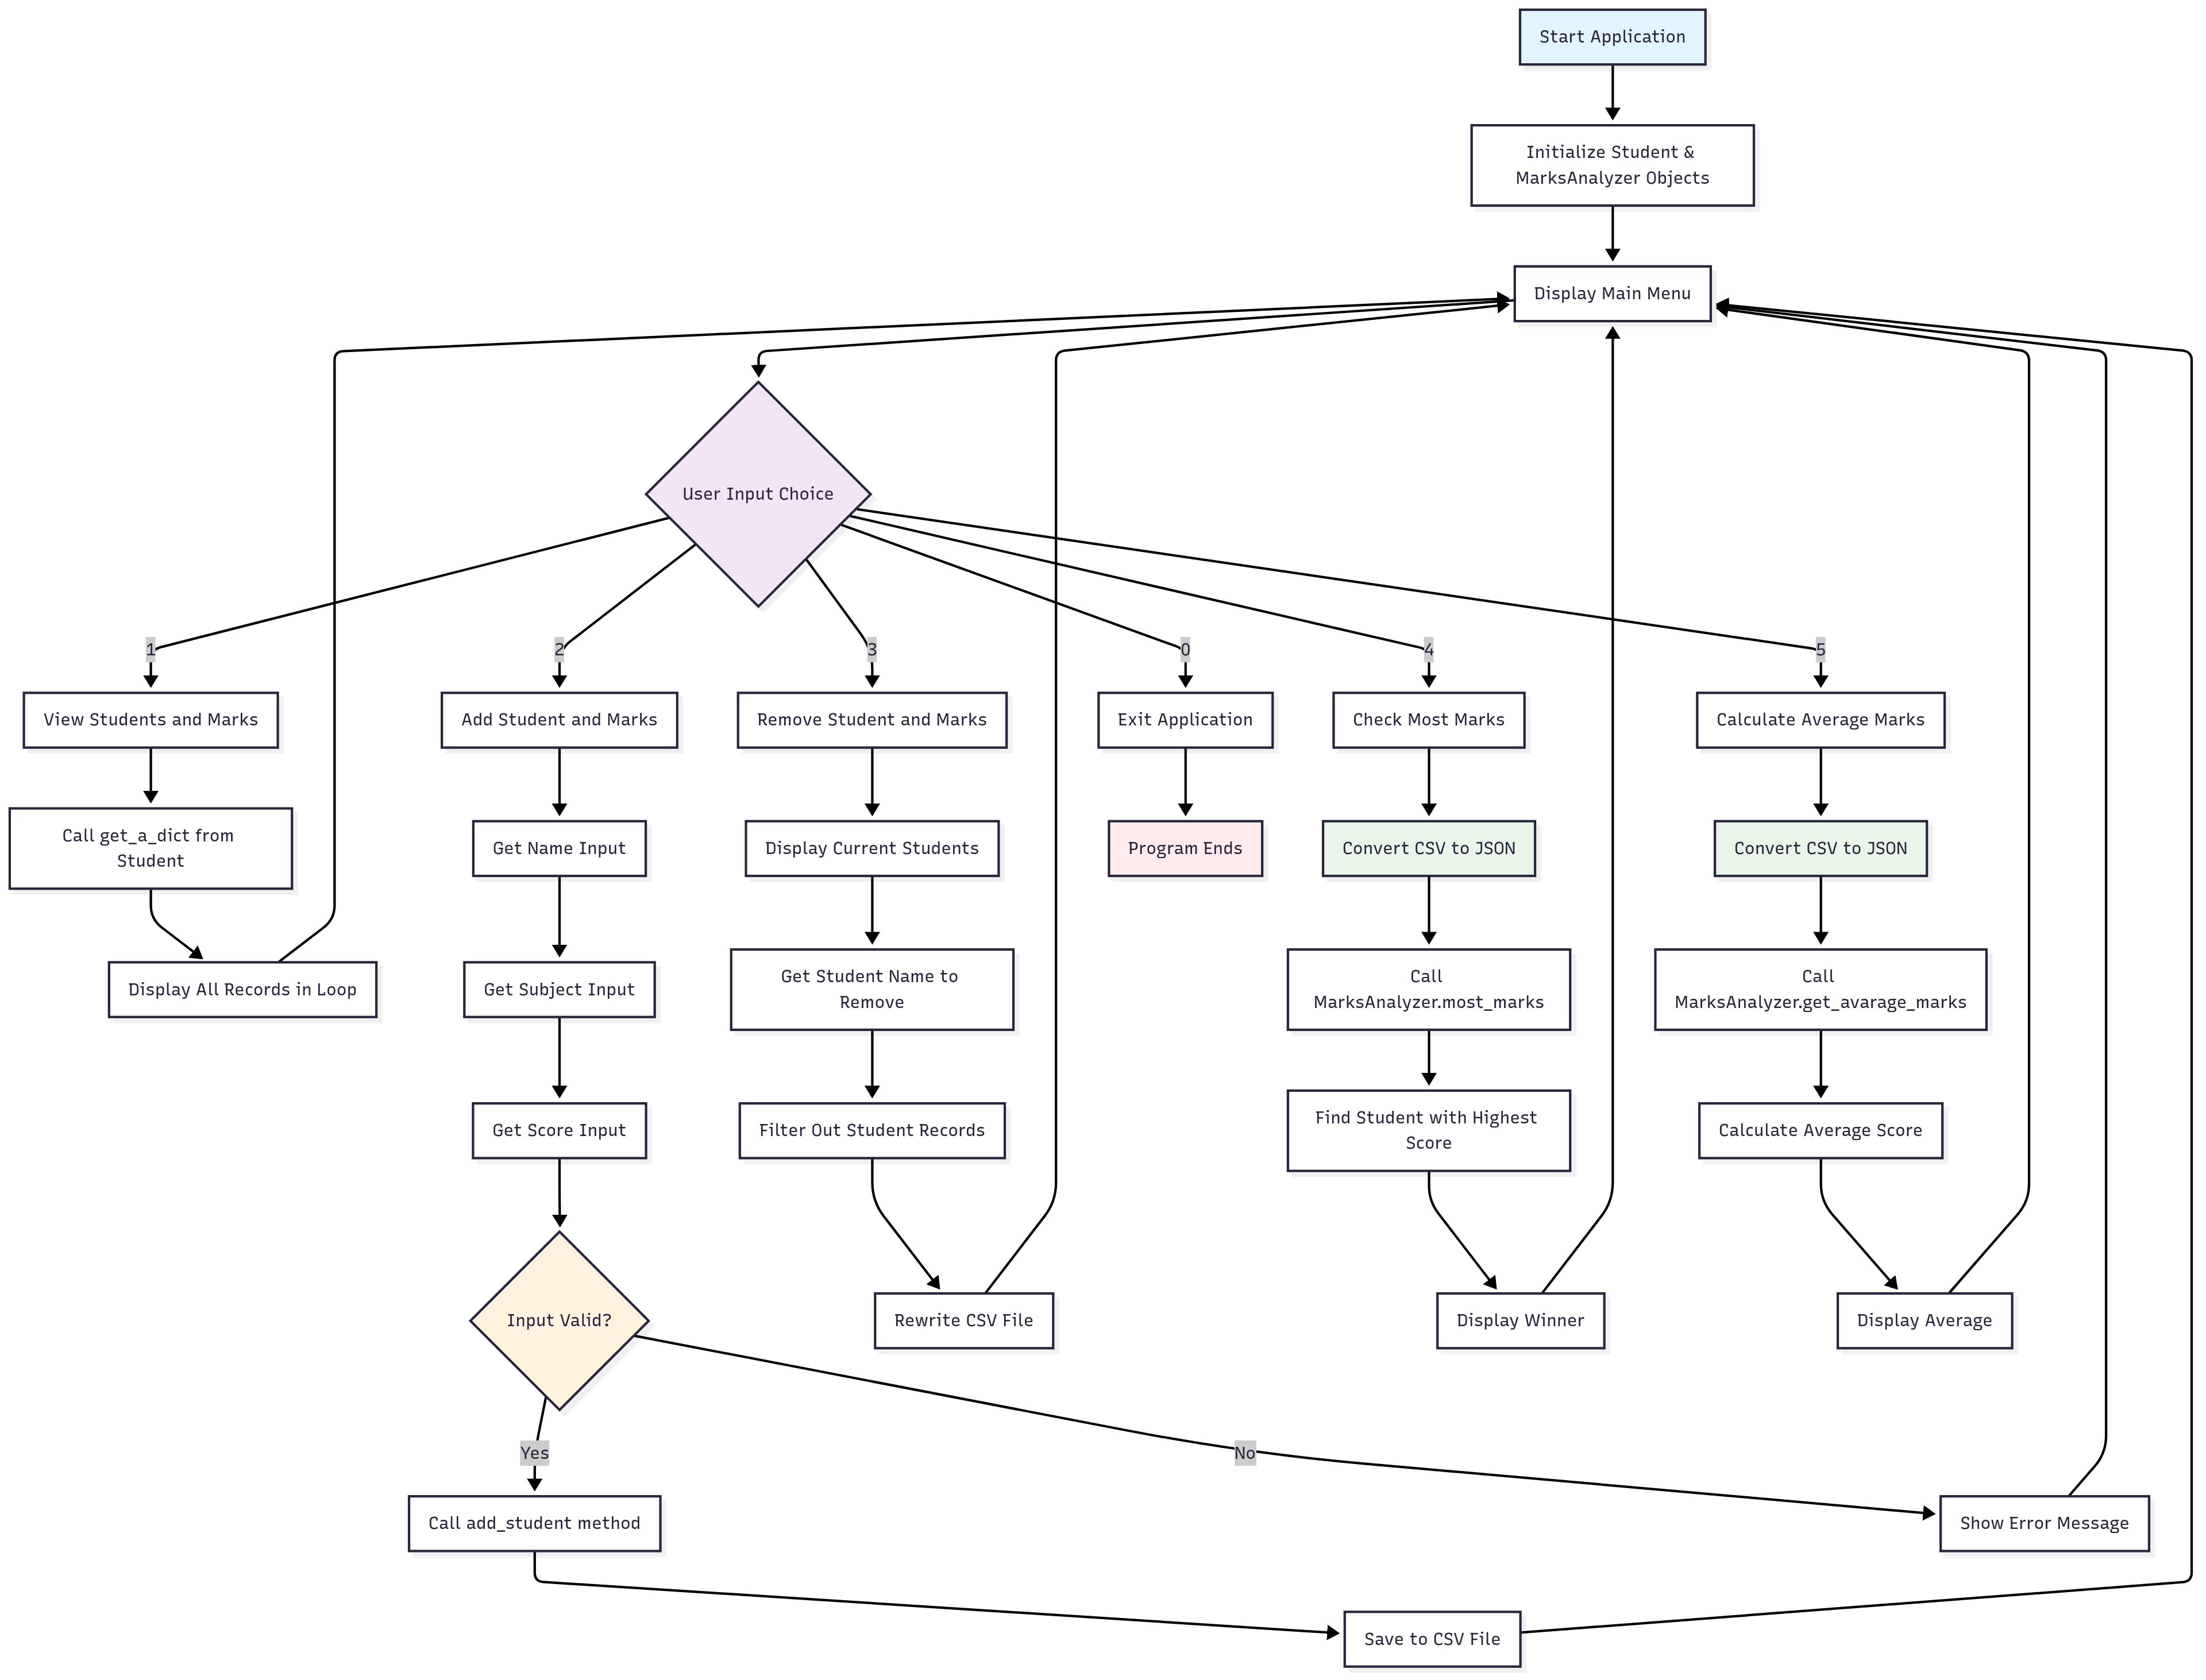 Start Application
Initialize Student &
MarksAnalyzer Objects
Display Main Menu
User Input Choice
1
2
3
0
4
5
View Students and Marks
Add Student and Marks
Remove Student and Marks
Exit Application
Check Most Marks
Calculate Average Marks
Call get_a_dict from
Student
Get Name Input
Display Current Students
Program Ends
Convert CSV to JSON
Convert CSV to JSON
Display All Records in Loop
Get Subject Input
Get Student Name to
Remove
Call
MarksAnalyzer.most_marks
Call
MarksAnalyzer.get_avarage_marks
Get Score Input
Filter Out Student Records
Find Student with Highest
Score
Calculate Average Score
Input Valid?
Rewrite CSV File
Display Winner
Display Average
Yes
No
Call add_student method
Show Error Message
Save to CSV File